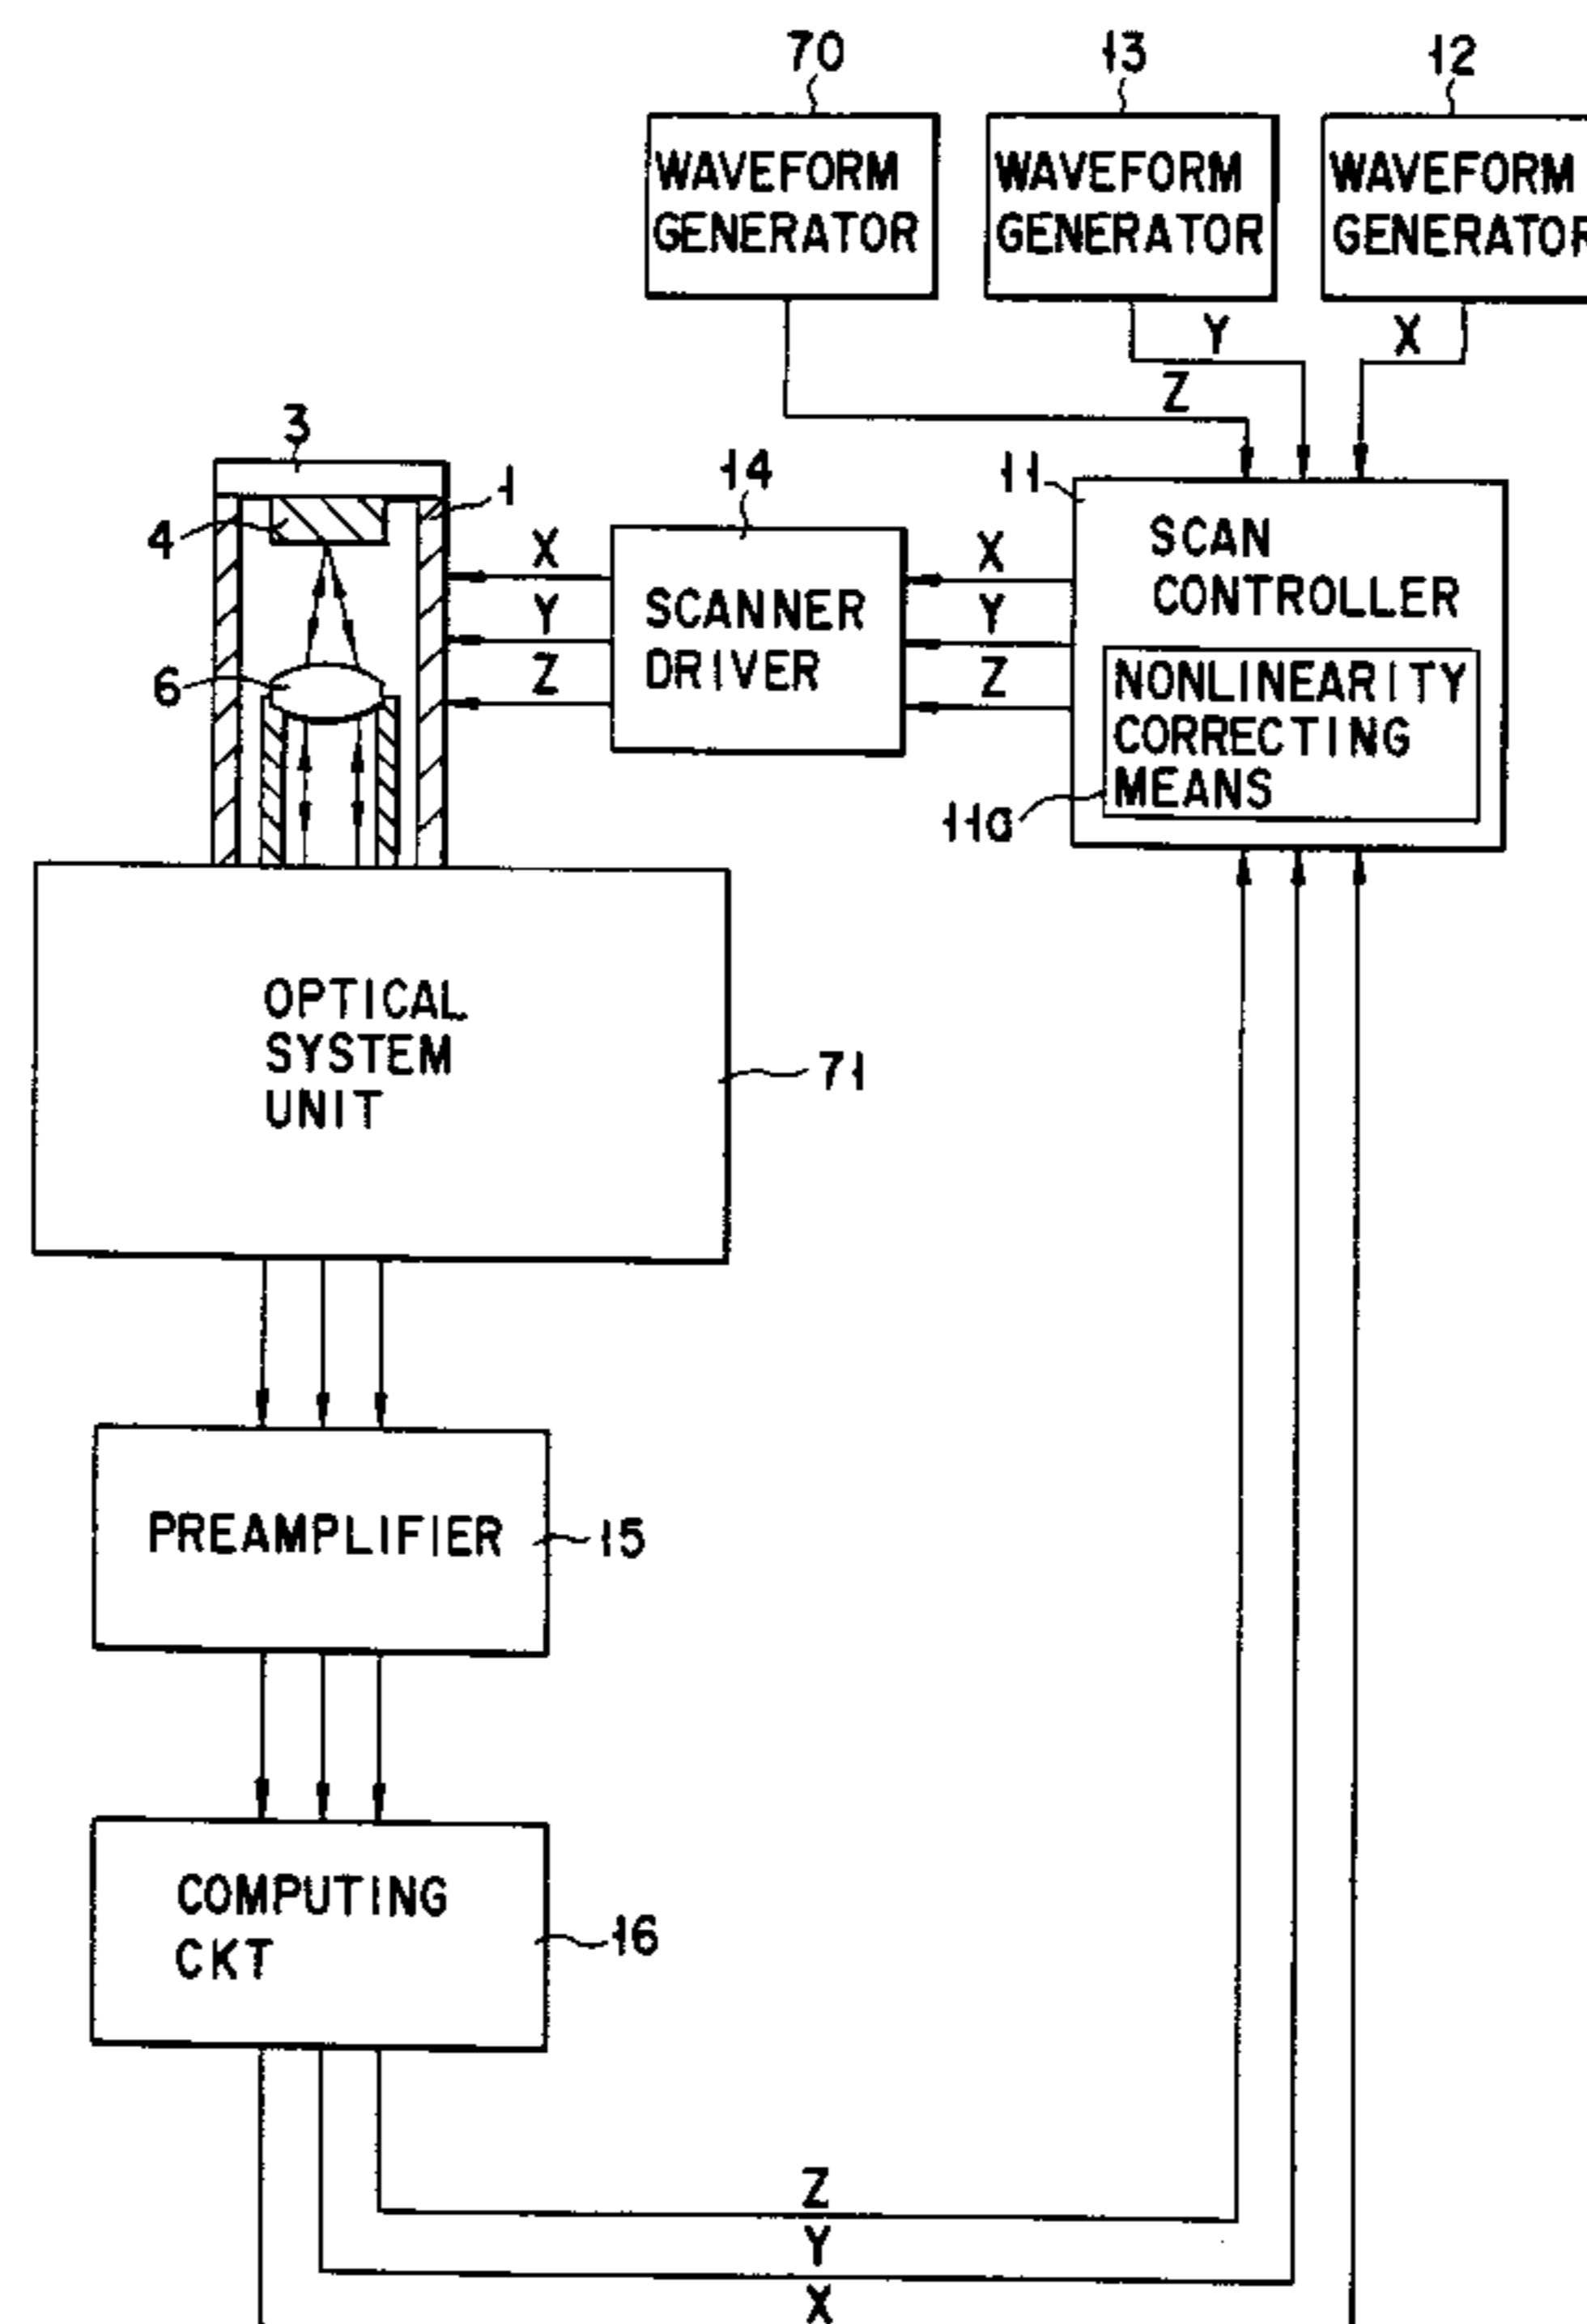 70
13
12
WAVEFORM
GENERATOR
WAVEFORM
GENERATOR
WAVEFORM
GENERATOR
Y
X
Z
3
1
4
6
14
11
X
Y
Z
SCANNER
DRIVER
X
Y
Z
SCAN
CONTROLLER
NONLINEARITY
CORRECTING
MEANS
11a
OPTICAL
SYSTEM
UNIT
71
PREAMPLIFIER
15
COMPUTING
CKT
16
Z
Y
X